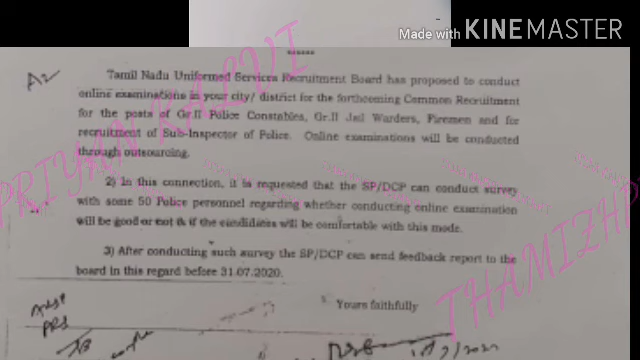 Made with KINEMASTER
A2
Tamil Nadu Uniformed Services Recruitment Board has proposed to conduct
online examinations in your city/ district for the forthcoming Common Recruitment
for the posts of Gr.II Police Constables, Gr.II Jail Warders, Firemen and for
recruitment of Sub-Inspector of Police. Online examinations will be conducted
through outsourcing.
2) In this connection, it is requested that the SP/DCP can conduct survey
with some 50 Police personnel regarding whether conducting online examination
will be good or not & if the candidates will be comfortable with this mode.
3) After conducting such survey the SP/DCP can send feedback report to the
board in this regard before 31.07.2020.
Yours faithfully
PRIYAN KALVI
THAMIZHP